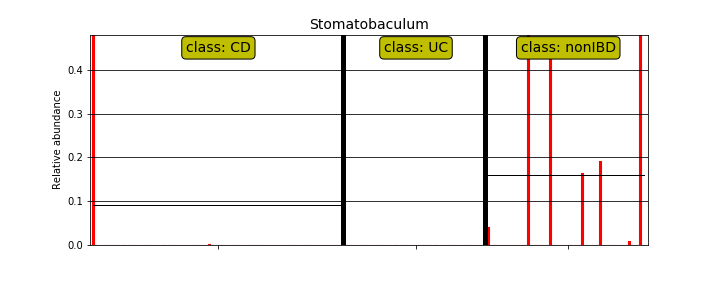 Stomatobaculum
class: CD
class: UC
class: nonIBD
Relative abundance
0.4
0.3
0.2
0.1
0.0